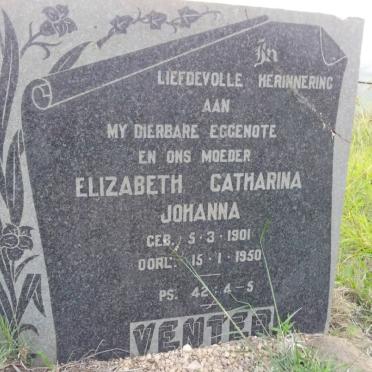 In
LIEFDEVOLLE HERINNERING
AAN
MY DIERBARE EGGENOTE
EN ONS MOEDER
ELIZABETH CATHARINA
JOHANNA
GEB. 5·3·1901
OORL. 15·1·1950
PS. 42·4-5
VENTER